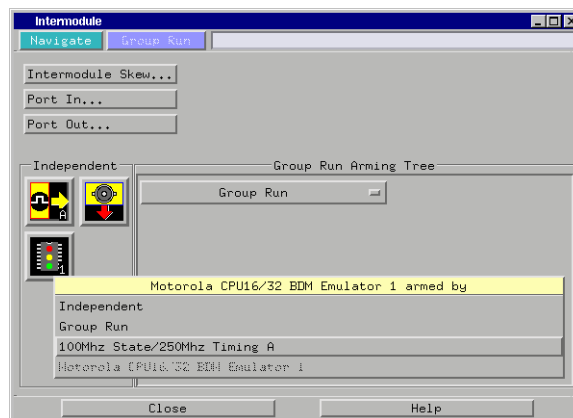 Intermodule
Navigate Group Run
Intermodule Skew...
Port In...
Port Out...
Independent
Group Run Arming Tree
A
Group Run
1
Motorola CPU16/32 BDM Emulator 1 armed by
Independent
Group Run
100Mhz State/250Mhz Timing A
Motorola CPU16/32 BDM Emulator 1
Close Help